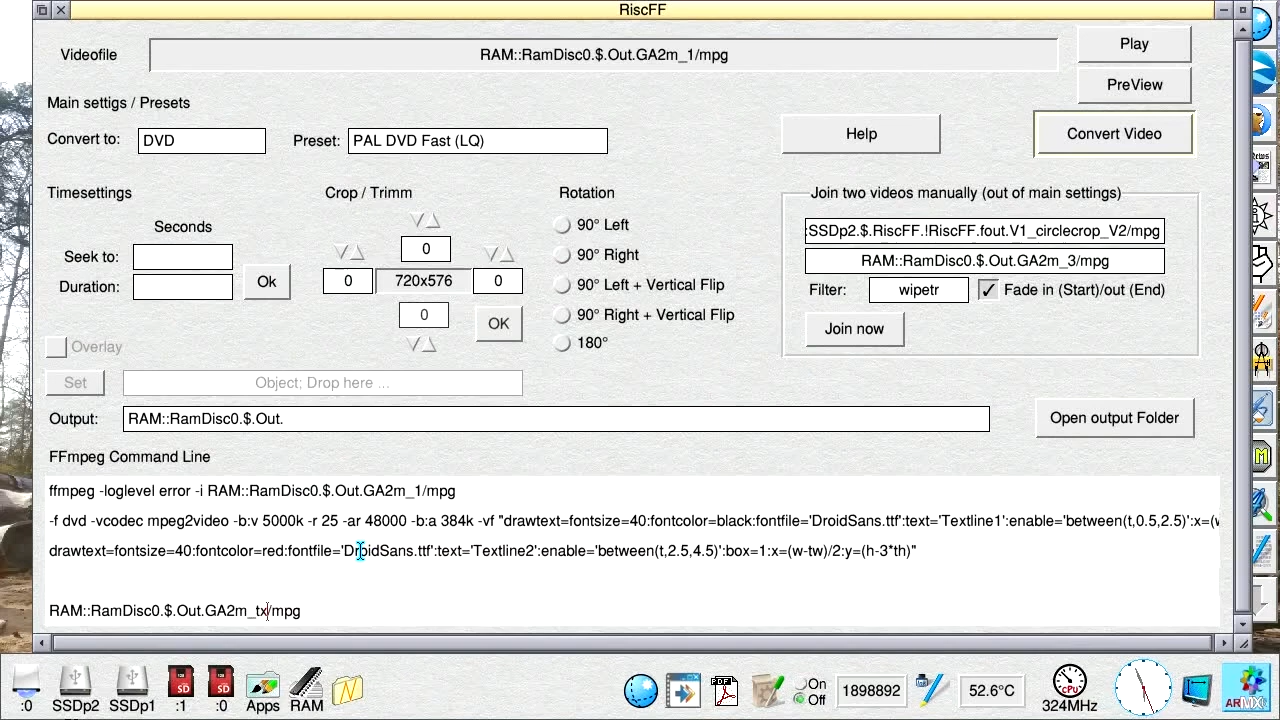 RiscFF
Videofile
RAM::RamDisc0.$.Out.GA2m_1/mpg
Play
PreView
Main settigs / Presets
Convert to:
DVD
Preset:
PAL DVD Fast (LQ)
Help
Convert Video
Timesettings
Seconds
Seek to:
Duration:
Ok
Crop / Trimm
0
0
720x576
0
0
OK
Rotation
90° Left
90° Right
90° Left + Vertical Flip
90° Right + Vertical Flip
180°
Join two videos manually (out of main settings)
:SSDp2.$.RiscFF.!RiscFF.fout.V1_circlecrop_V2/mpg
RAM::RamDisc0.$.Out.GA2m_3/mpg
Filter:
wipetr
Fade in (Start)/out (End)
Join now
Overlay
Set
Object; Drop here ...
Output:
RAM::RamDisc0.$.Out.
Open output Folder
FFmpeg Command Line
ffmpeg -loglevel error -i RAM::RamDisc0.$.Out.GA2m_1/mpg
-f dvd -vcodec mpeg2video -b:v 5000k -r 25 -ar 48000 -b:a 384k -vf "drawtext=fontsize=40:fontcolor=black:fontfile='DroidSans.ttf':text='Textline1':enable='between(t,0.5,2.5)':x=(w
drawtext=fontsize=40:fontcolor=red:fontfile='DroidSans.ttf':text='Textline2':enable='between(t,2.5,4.5)':box=1:x=(w-tw)/2:y=(h-3*th)"
RAM::RamDisc0.$.Out.GA2m_tx/mpg
:0
SSDp2
SSDp1
SD
:1
SD
:0
Apps
RAM
PDF
On
Off
1898892
52.6°C
CPU
324MHz
ARMX6